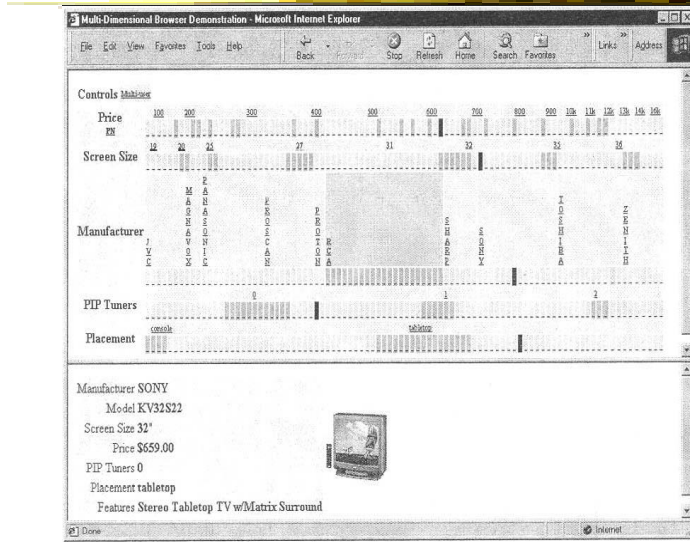 Multi-Dimensional Browser Demonstration - Microsoft Internet Explorer
File Edit View Favorites Tools Help
Back Forward Stop Refresh Home Search Favorites » Links » Address
Controls Multi-user
100 200 300 400 500 600 700 800 900 10k 11k 12k 13k 14k 16k
Price
PN
19 20 25 27 31 32 35 36
Screen Size
Manufacturer
JVC MAGNAVOX PANASONIC PROSCAN PROTON RCA SHARP SONY TOSHIBA ZENITH
0 1 2
PIP Tuners
console tabletop
Placement
Manufacturer SONY
Model KV32S22
Screen Size 32"
Price $659.00
PIP Tuners 0
Placement tabletop
Features Stereo Tabletop TV w/Matrix Surround
Done Internet